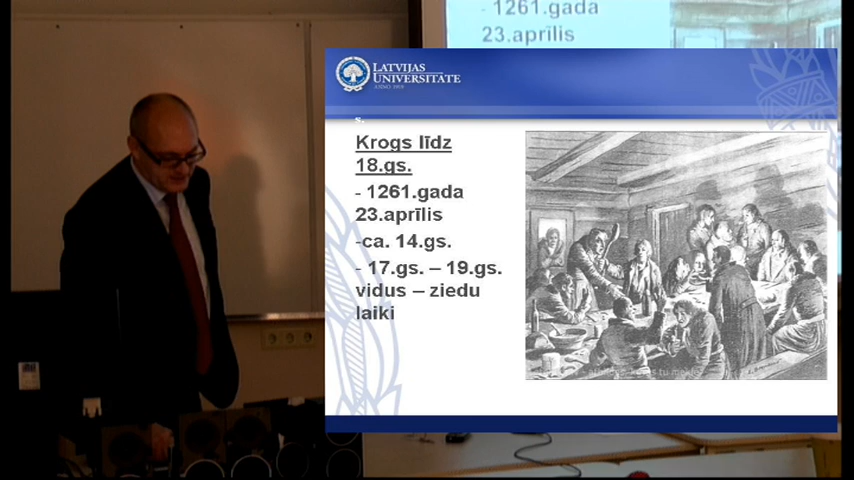 - 1261.gada
23.aprīlis
LATVIJAS
UNIVERSITĀTE
ANNO 1919
s.
Krogs līdz
18.gs.
- 1261.gada
23.aprīlis
-ca. 14.gs.
- 17.gs. – 19.gs.
vidus – ziedu
laiki